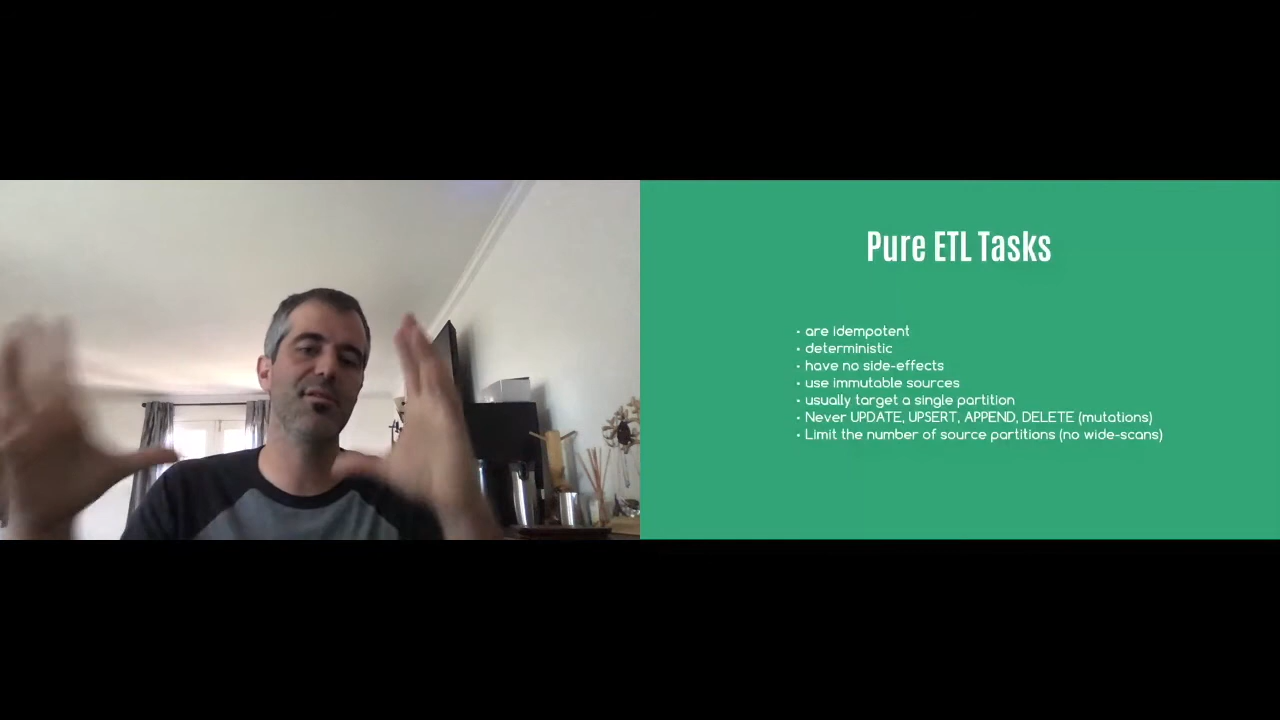 Pure ETL Tasks
• are idempotent
• deterministic
• have no side-effects
• use immutable sources
• usually target a single partition
• Never UPDATE, UPSERT, APPEND, DELETE (mutations)
• Limit the number of source partitions (no wide-scans)